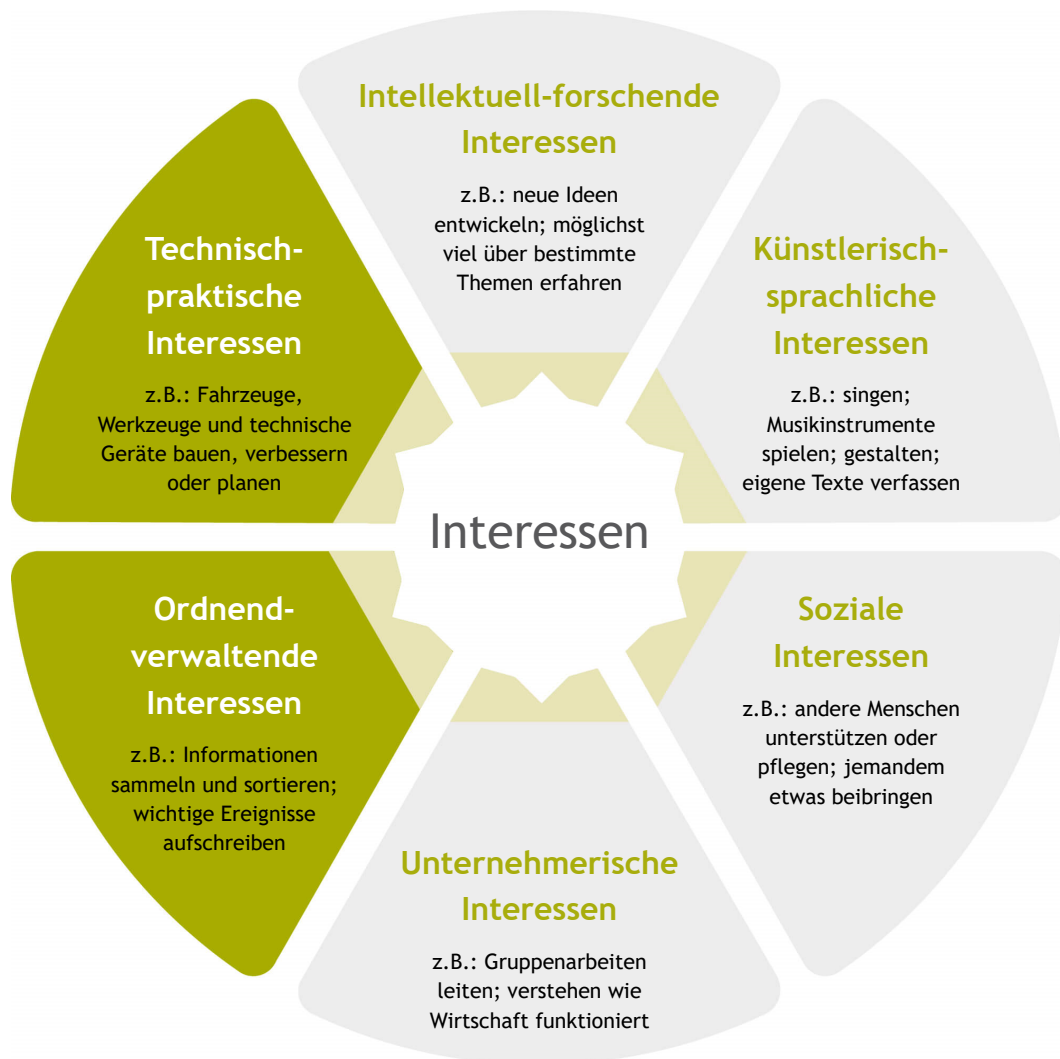 Intellektuell-forschende
Interessen
z.B.: neue Ideen
entwickeln; möglichst
viel über bestimmte
Themen erfahren
Technisch-
praktische
Interessen
z.B.: Fahrzeuge,
Werkzeuge und technische
Geräte bauen, verbessern
oder planen
Künstlerisch-
sprachliche
Interessen
z.B.: singen;
Musikinstrumente
spielen; gestalten;
eigene Texte verfassen
Interessen
Ordnend-
verwaltende
Interessen
z.B.: Informationen
sammeln und sortieren;
wichtige Ereignisse
aufschreiben
Soziale
Interessen
z.B.: andere Menschen
unterstützen oder
pflegen; jemandem
etwas beibringen
Unternehmerische
Interessen
z.B.: Gruppenarbeiten
leiten; verstehen wie
Wirtschaft funktioniert